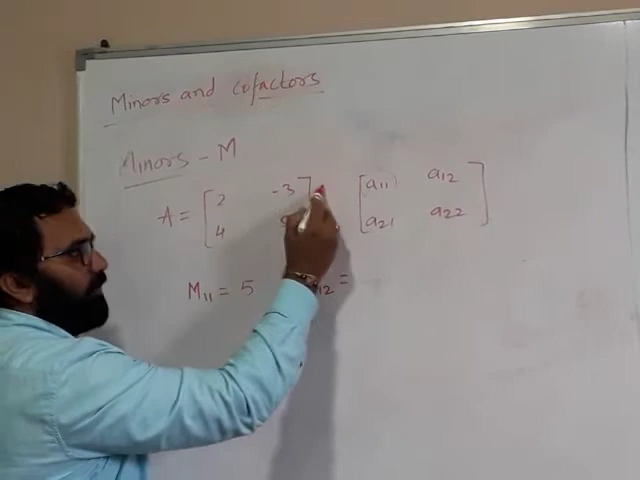 Minors and cofactors
Minors - M
A = [ 2 -3 ] [ a11 a12 ]
4 a21 a22
M11 = 5 12 =